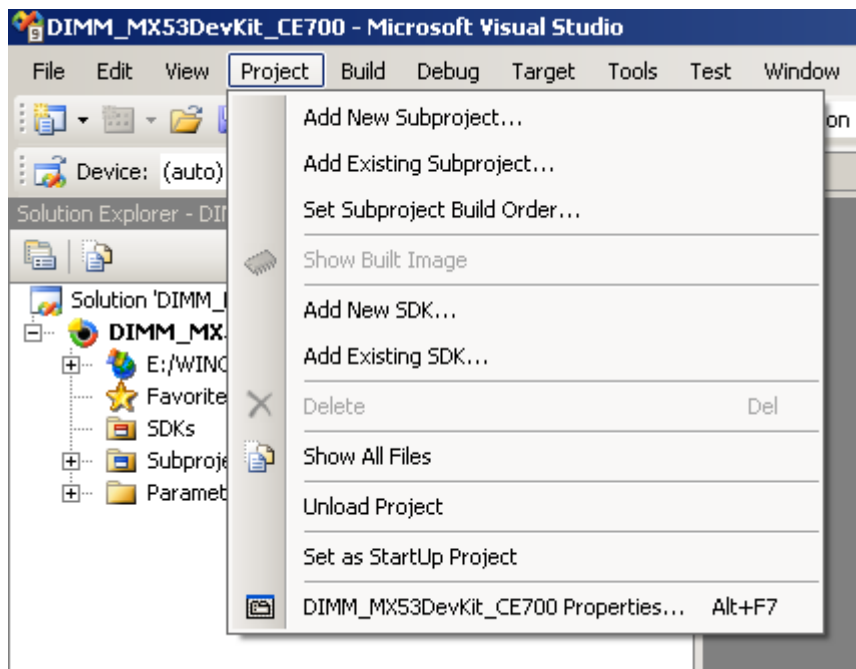 DIMM_MX53DevKit_CE700 - Microsoft Visual Studio
File Edit View Project Build Debug Target Tools Test Window
Add New Subproject...
on
Add Existing Subproject...
Device: (auto)
Set Subproject Build Order...
Solution Explorer - DI
Show Built Image
Solution 'DIMM_
Add New SDK...
DIMM_MX
Add Existing SDK...
E:/WINC
Favorite
Delete Del
SDKs
Show All Files
Subproje
Paramet
Unload Project
Set as StartUp Project
DIMM_MX53DevKit_CE700 Properties... Alt+F7